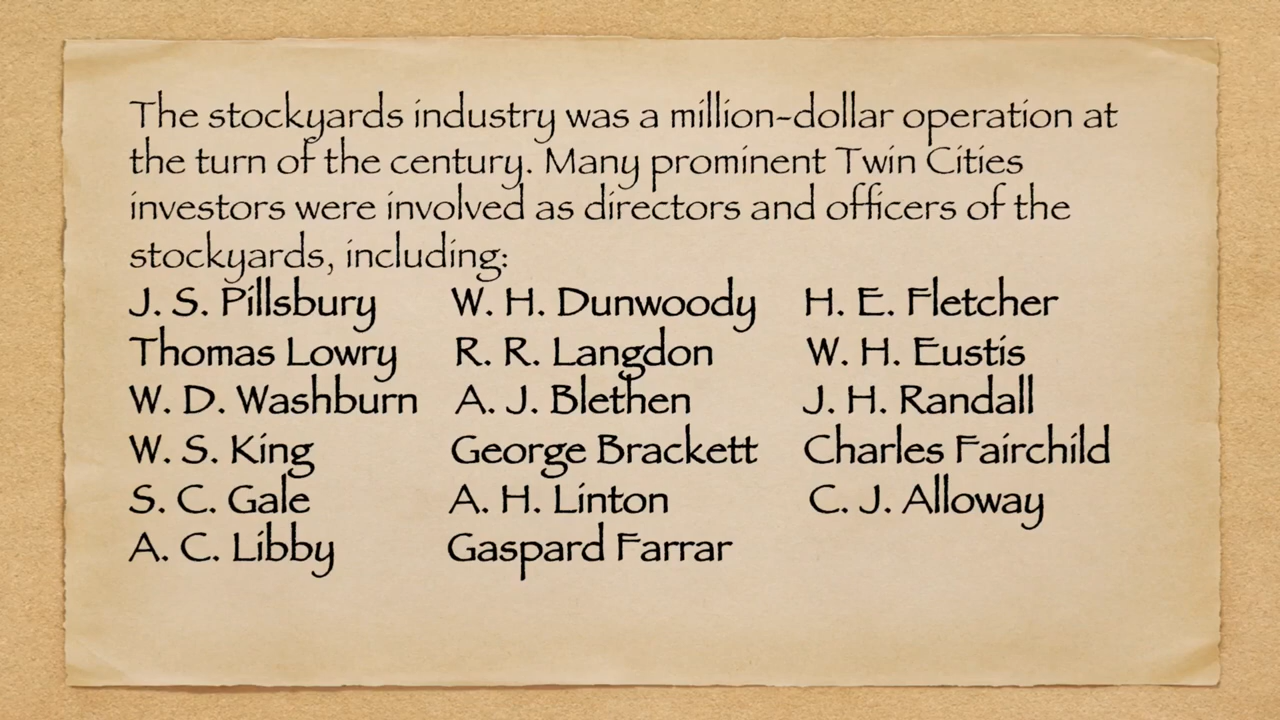 The stockyards industry was a million-dollar operation at
the turn of the century. Many prominent Twin Cities
investors were involved as directors and officers of the
stockyards, including:
J. S. Pillsbury W. H. Dunwoody H. E. Fletcher
Thomas Lowry R. R. Langdon W. H. Eustis
W. D. Washburn A. J. Blethen J. H. Randall
W. S. King George Brackett Charles Fairchild
S. C. Gale A. H. Linton C. J. Alloway
A. C. Libby Gaspard Farrar